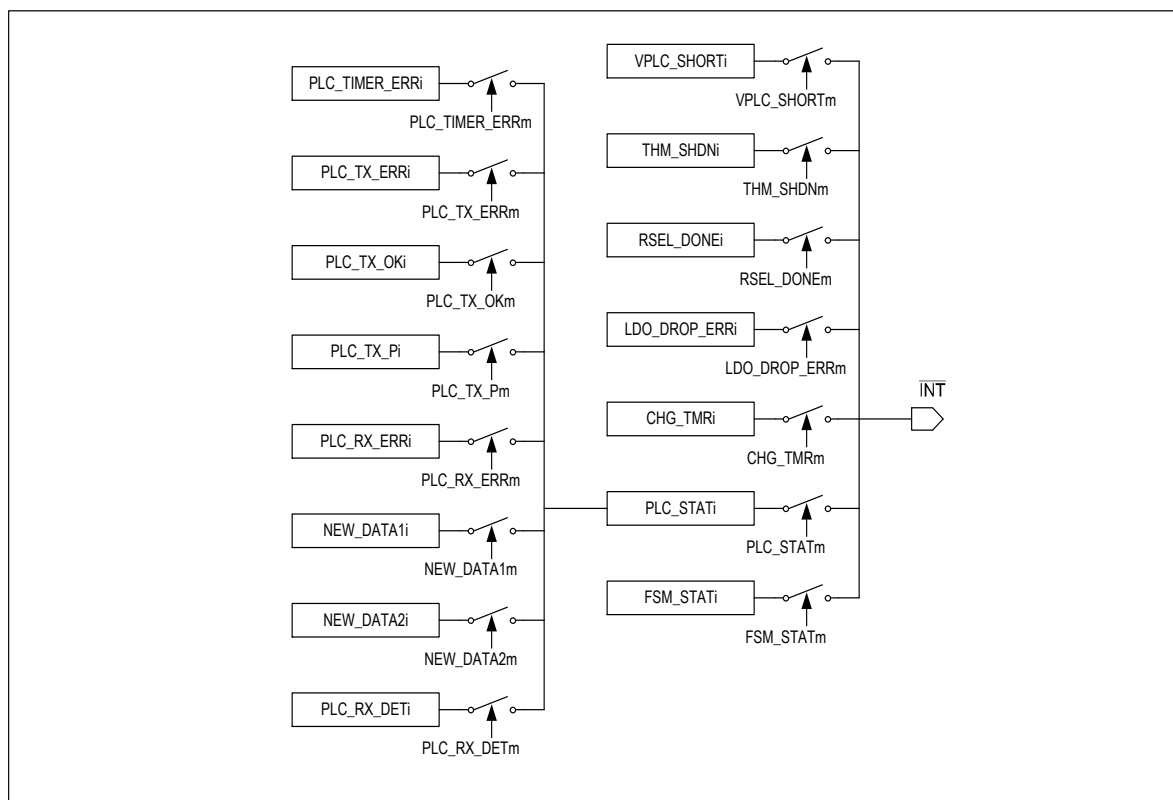 PLC_TIMER_ERRi
PLC_TIMER_ERRm
PLC_TX_ERRi
PLC_TX_ERRm
PLC_TX_OKi
PLC_TX_OKm
PLC_TX_Pi
PLC_TX_Pm
PLC_RX_ERRi
PLC_RX_ERRm
NEW_DATA1i
NEW_DATA1m
NEW_DATA2i
NEW_DATA2m
PLC_RX_DETi
PLC_RX_DETm
VPLC_SHORTi
VPLC_SHORTm
THM_SHDNi
THM_SHDNm
RSEL_DONEi
RSEL_DONEm
LDO_DROP_ERRi
LDO_DROP_ERRm
CHG_TMRi
CHG_TMRm
PLC_STATi
PLC_STATm
FSM_STATi
FSM_STATm
I̅N̅T̅